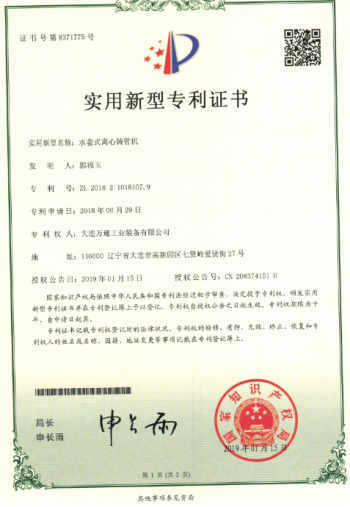 证书号第8371775号
实用新型专利证书
实用新型名称：水套式离心铸管机
发 明 人：郭福玉
专 利 号：ZL 2018 2 1018107.9
专利申请日：2018年06月29日
专 利 权 人：大连万通工业装备有限公司
地 址：116000 辽宁省大连市高新园区七贤岭爱贤街27号
授权公告日：2019年01月15日 授权公告号：CN 208374151 U
国家知识产权局依照中华人民共和国专利法经过初步审查，决定授予专利权，颁发实用
新型专利证书并在专利登记簿上予以登记。专利权自授权公告之日起生效。专利权期限为十
年，自申请日起算。
专利证书记载专利权登记时的法律状况。专利权的转移、质押、无效、终止、恢复和专
利权人的姓名或名称、国籍、地址变更等事项记载在专利登记簿上。
局长
申长雨
申长雨
国家知识产权局
2019年01月15日
第1页(共2页)
其他事项参见背面